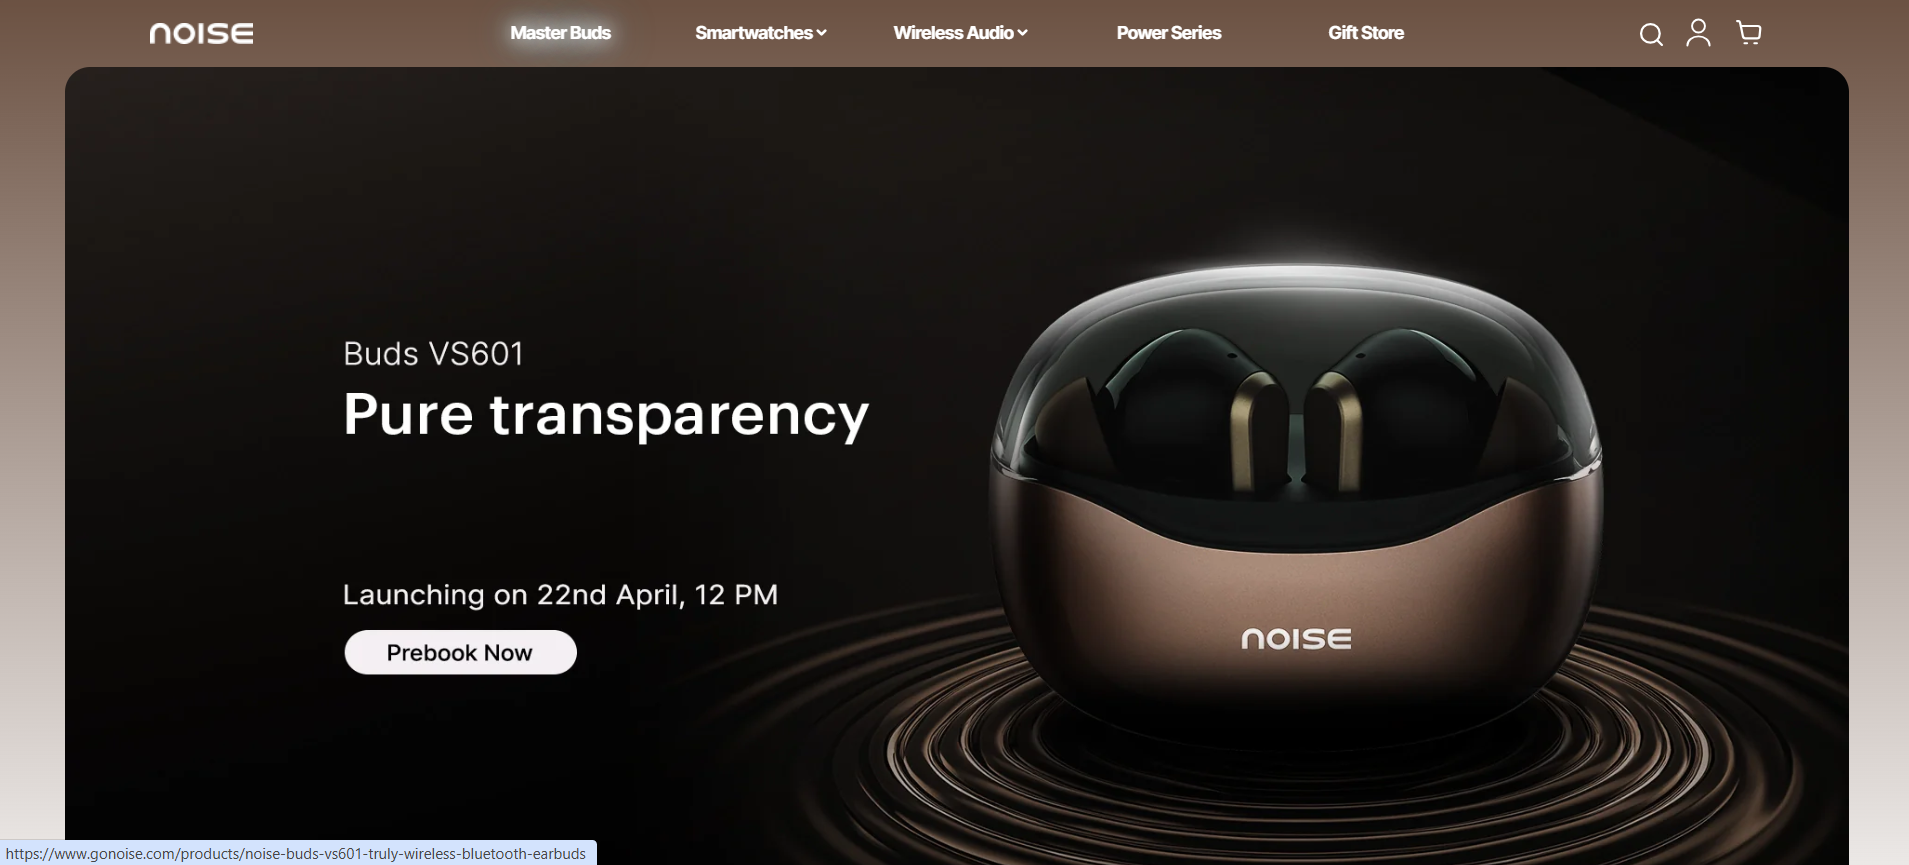 NOISE
Master Buds
Smartwatches
Wireless Audio
Power Series
Gift Store
Buds VS601
Pure transparency
Launching on 22nd April, 12 PM
Prebook Now
NOISE
https://www.gonoise.com/products/noise-buds-vs601-truly-wireless-bluetooth-earbuds